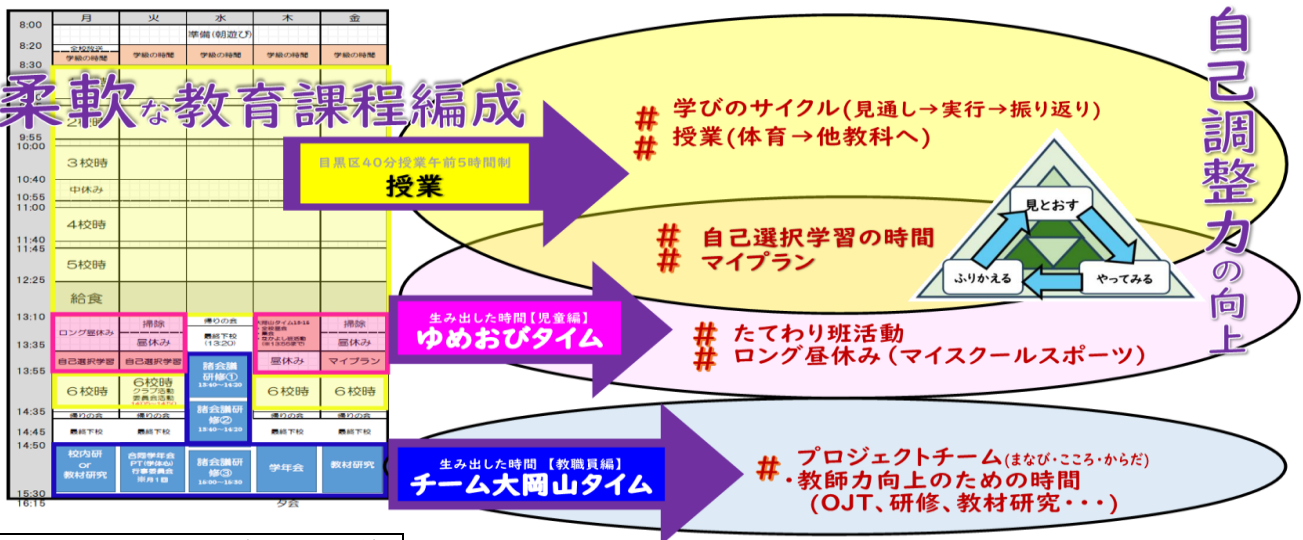 柔軟な教育課程編成
自己調整力の向上
月 火 水 木 金
8:00
準備(朝遊び)
8:20
全校放送
学級の時間 学級の時間 学級の時間 学級の時間 学級の時間
8:30
9:55
10:00
3校時
10:40
中休み
10:55
11:00
4校時
11:40
11:45
5校時
12:25
給食
13:10
ロング昼休み 掃除 帰りの会 掃除
昼休み 最終下校 昼休み
(13:20)
13:35
自己選択学習 自己選択学習 昼休み マイプラン
13:55
諸会議
研修①
13:40~14:20
6校時 6校時 6校時 6校時
クラブ活動
委員会活動
諸会議研
修②
14:35
帰りの会 帰りの会 帰りの会 帰りの会
14:45
最終下校 最終下校 最終下校 最終下校
14:50
校内研
or
教材研究
合同学年会
行事委員会
諸会議研
修③
学年会
教材研究
15:30
16:15
夕会
目黒区40分授業午前5時間制
授業
# 学びのサイクル(見通し→実行→振り返り)
# 授業(体育→他教科へ)
# 自己選択学習の時間
# マイプラン
見とおす
ふりかえる
やってみる
生み出した時間【児童編】
ゆめおびタイム
# たてわり班活動
# ロング昼休み(マイスクールスポーツ)
生み出した時間 【教職員編】
チーム大岡山タイム
# プロジェクトチーム(まなび・こころ・からだ)
・教師力向上のための時間
(OJT、研修、教材研究・・・)